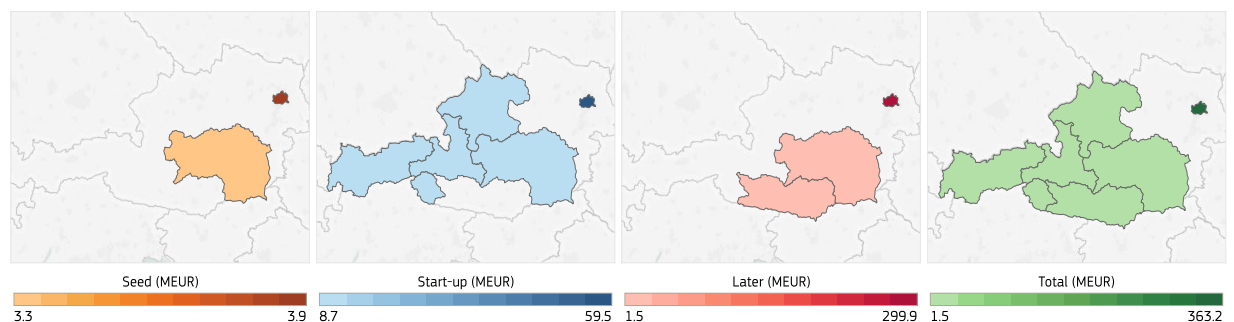 Seed (MEUR)
3.3 3.9
Start-up (MEUR)
8.7 59.5
Later (MEUR)
1.5 299.9
Total (MEUR)
1.5 363.2